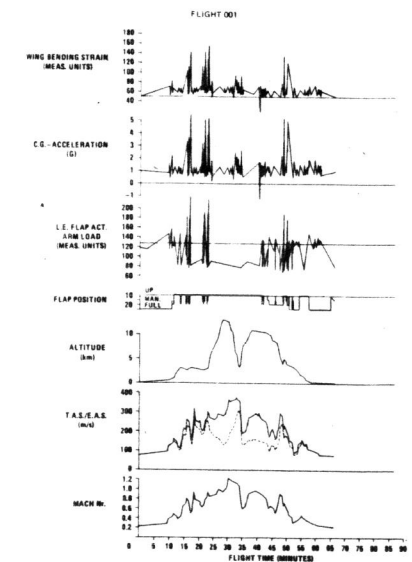 FLIGHT 001
180
160
WING BENDING STRAIN
140
(MEAS. UNITS)
120
100
80
60
40
5
C.G.-ACCELERATION
4
(G)
3
2
1
0
-1
200
L.E. FLAP ACT.
180
ARM LOAD
160
(MEAS. UNITS)
140
120
100
80
60
UP
FLAP POSITION
10
MAN.
20
FULL
10
ALTITUDE
(km)
5
0
400
T.A.S./E.A.S.
300
(m/s)
200
100
0
1.2
1.0
MACH Nr.
0.8
0.6
0.4
0.2
0 5 10 15 20 25 30 35 40 45 50 55 60 65 70 75 80 85 90
FLIGHT TIME (MINUTES)